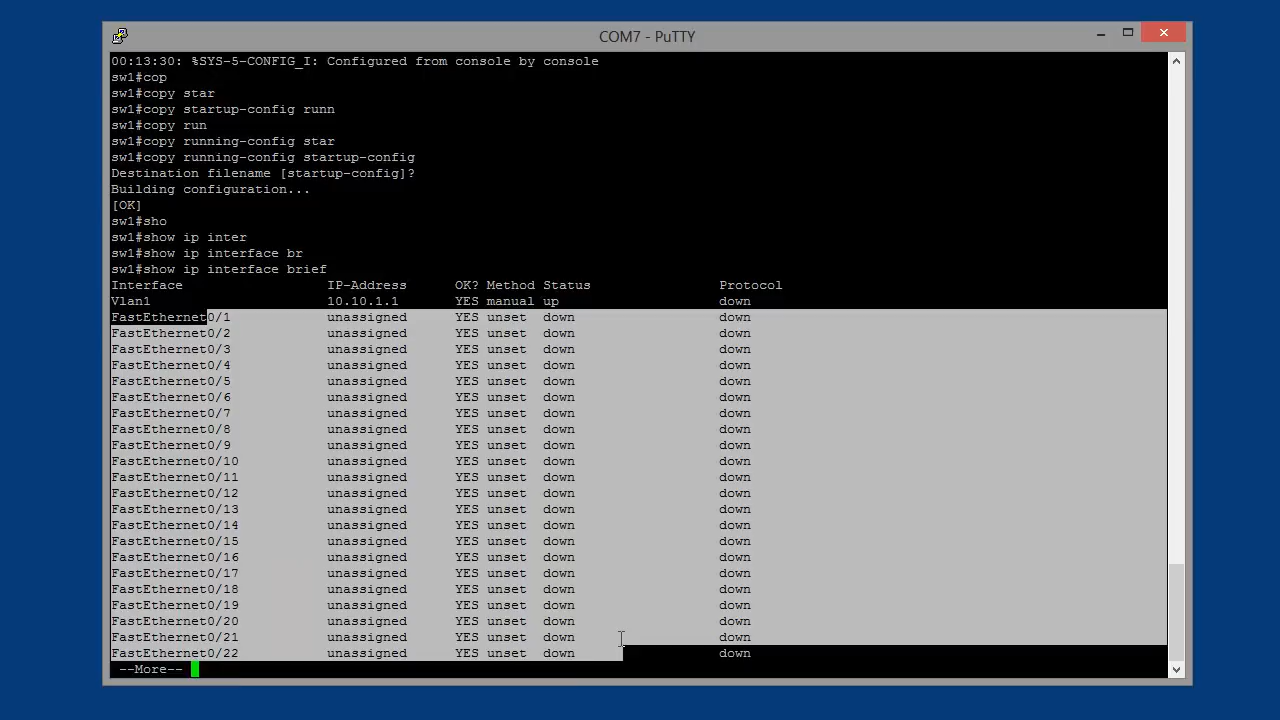 COM7 - PuTTY
00:13:30: %SYS-5-CONFIG_I: Configured from console by console
sw1#cop
sw1#copy star
sw1#copy startup-config runn
sw1#copy run
sw1#copy running-config star
sw1#copy running-config startup-config
Destination filename [startup-config]?
Building configuration...
[OK]
sw1#sho
sw1#show ip inter
sw1#show ip interface br
sw1#show ip interface brief
Interface IP-Address OK? Method Status Protocol
Vlan1 10.10.1.1 YES manual up down
FastEthernet0/1 unassigned YES unset down down
FastEthernet0/2 unassigned YES unset down down
FastEthernet0/3 unassigned YES unset down down
FastEthernet0/4 unassigned YES unset down down
FastEthernet0/5 unassigned YES unset down down
FastEthernet0/6 unassigned YES unset down down
FastEthernet0/7 unassigned YES unset down down
FastEthernet0/8 unassigned YES unset down down
FastEthernet0/9 unassigned YES unset down down
FastEthernet0/10 unassigned YES unset down down
FastEthernet0/11 unassigned YES unset down down
FastEthernet0/12 unassigned YES unset down down
FastEthernet0/13 unassigned YES unset down down
FastEthernet0/14 unassigned YES unset down down
FastEthernet0/15 unassigned YES unset down down
FastEthernet0/16 unassigned YES unset down down
FastEthernet0/17 unassigned YES unset down down
FastEthernet0/18 unassigned YES unset down down
FastEthernet0/19 unassigned YES unset down down
FastEthernet0/20 unassigned YES unset down down
FastEthernet0/21 unassigned YES unset down down
FastEthernet0/22 unassigned YES unset down down
--More--